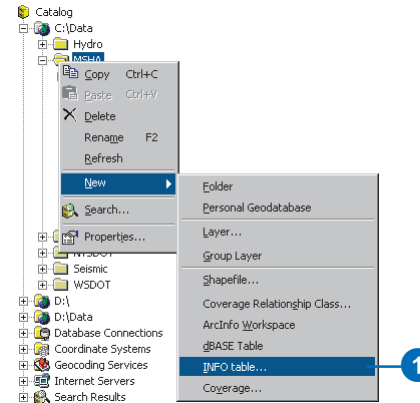 Catalog
C:\Data
Hydro
MSHA
Copy Ctrl+C
Paste Ctrl+V
Delete
Rename F2
Refresh
New
Search...
Properties...
Folder
Personal Geodatabase
Layer...
Group Layer
Shapefile...
Coverage Relationship Class...
ArcInfo Workspace
dBASE Table
INFO table...
1
Coverage...
NTSDOT
Seismic
WSDOT
D:\
D:\Data
Database Connections
Coordinate Systems
Geocoding Services
Internet Servers
Search Results